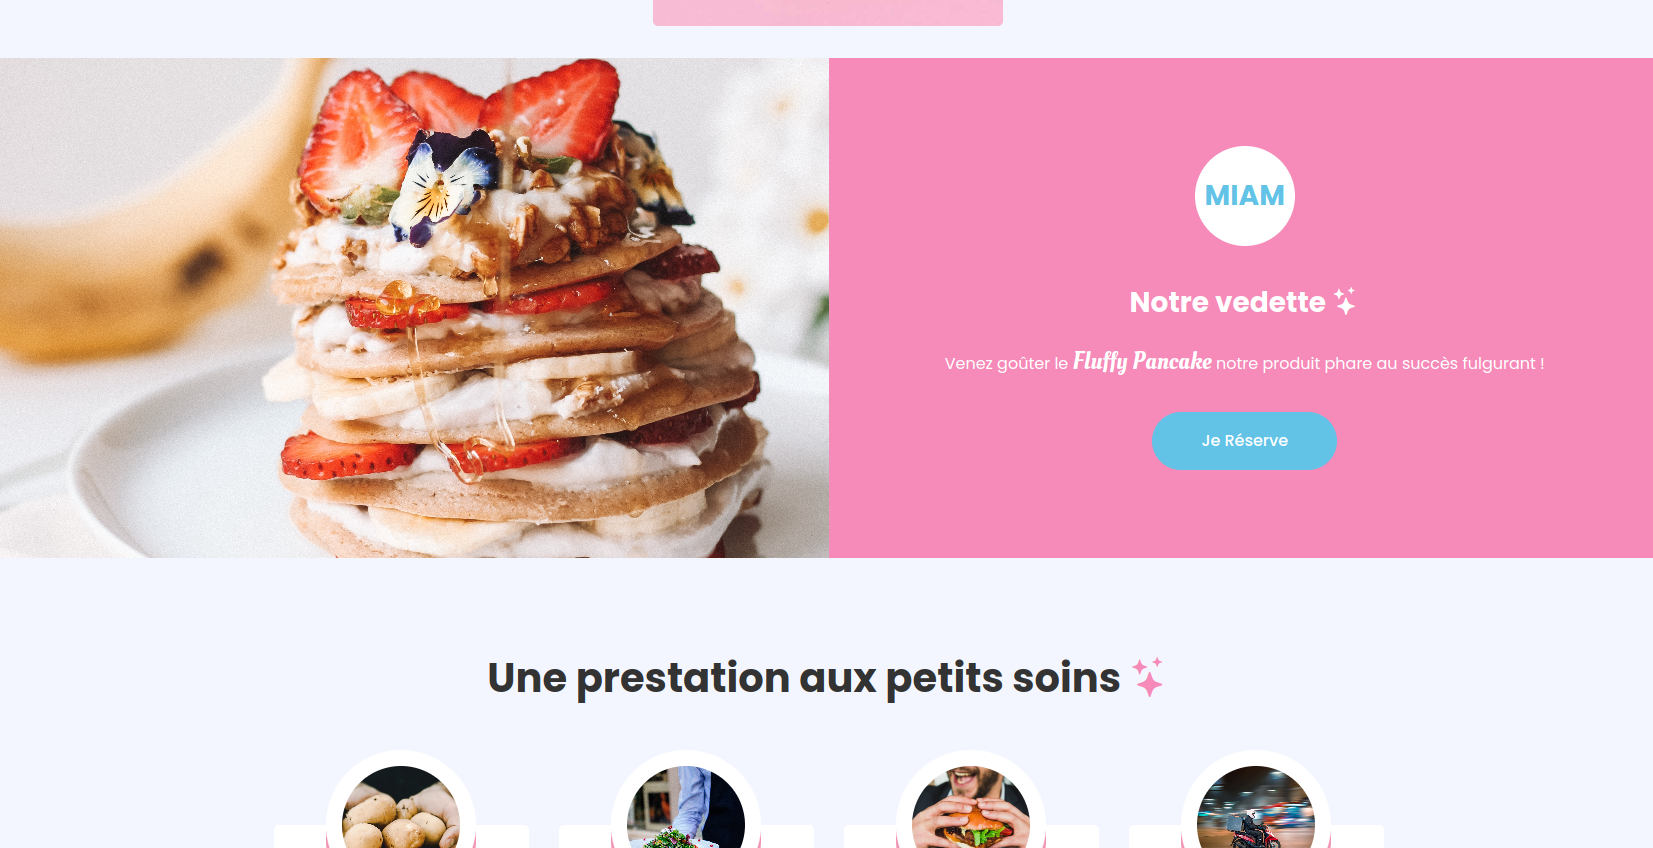 MIAM
Notre vedette
Venez goûter le Fluffy Pancake notre produit phare au succès fulgurant !
Je Réserve
Une prestation aux petits soins